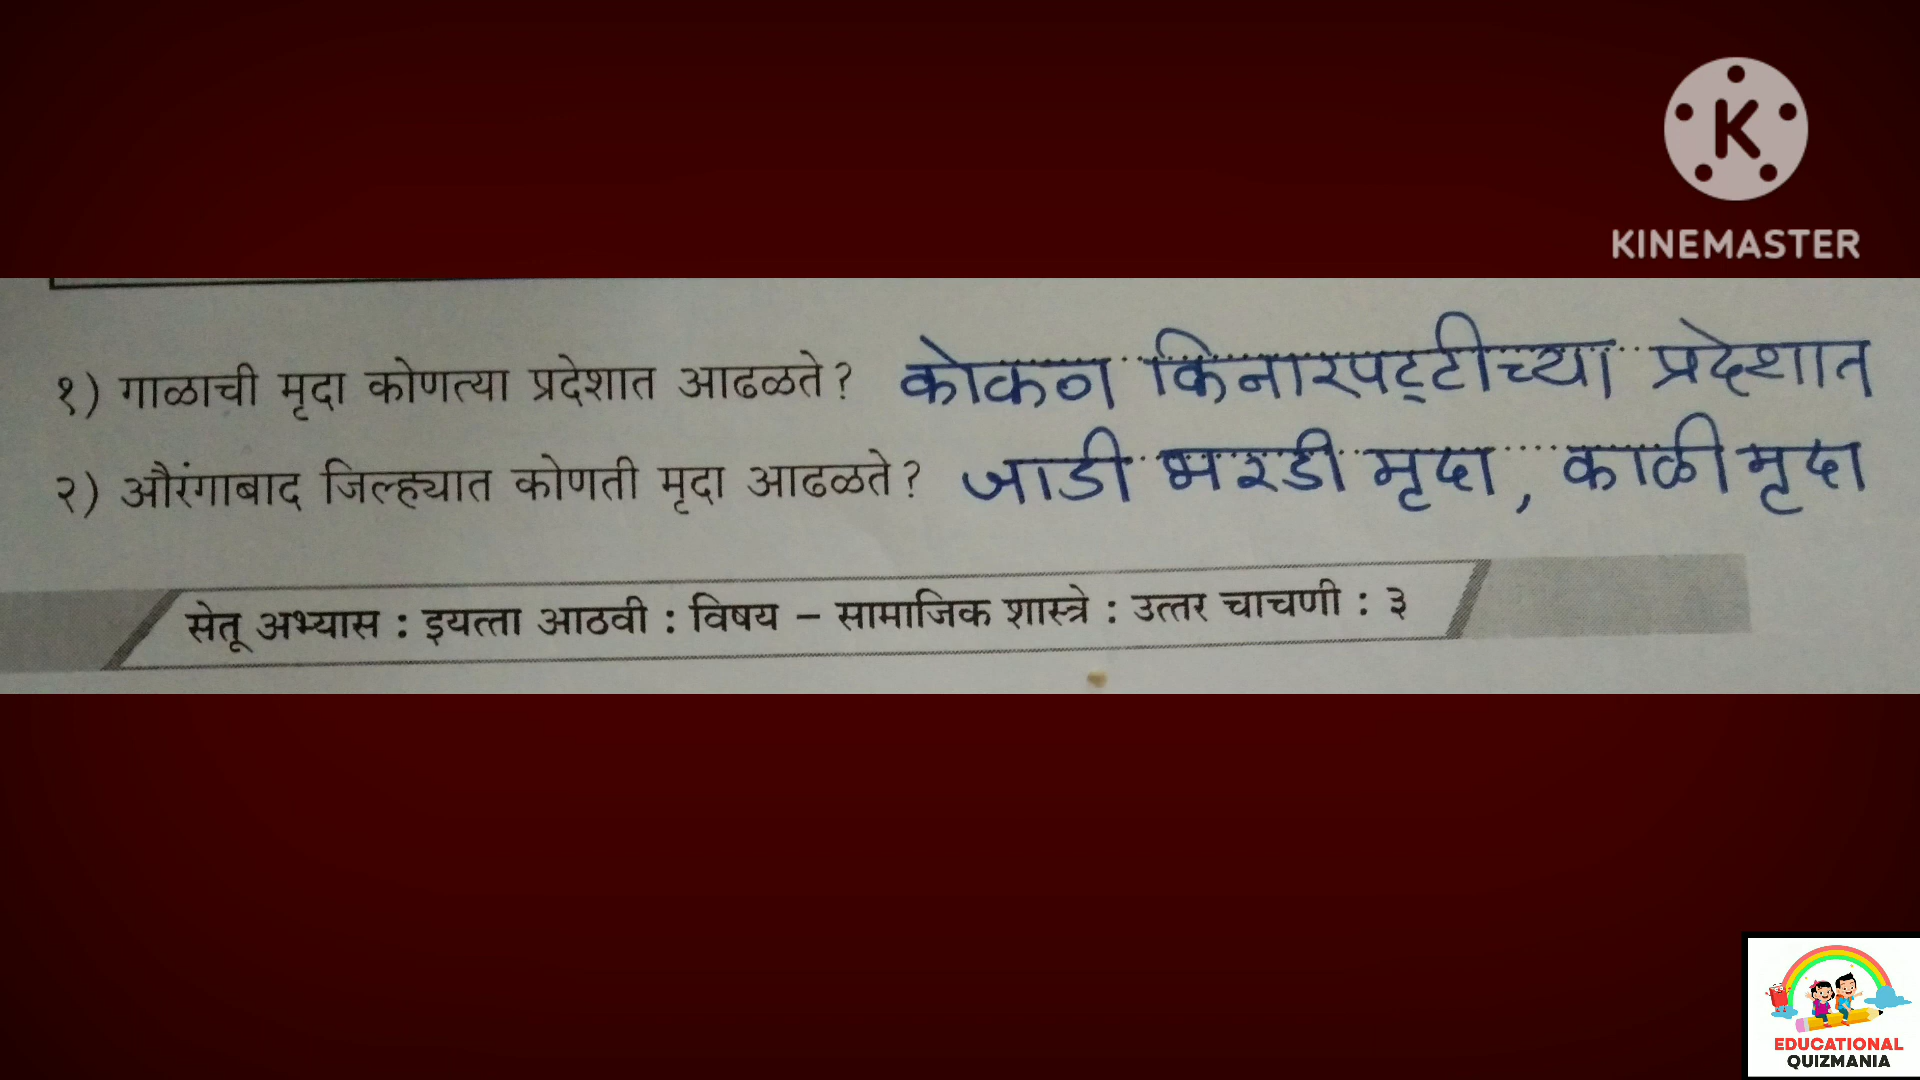 KINEMASTER
१) गाळाची मृदा कोणत्या प्रदेशात आढळते? कोकण किनारपट्टीच्या प्रदेशात
२) औरंगाबाद जिल्ह्यात कोणती मृदा आढळते? जाडी भरडी मृदा, काळी मृदा
सेतू अभ्यास : इयत्ता आठवी : विषय – सामाजिक शास्त्रे : उत्तर चाचणी : ३
EDUCATIONAL
QUIZMANIA